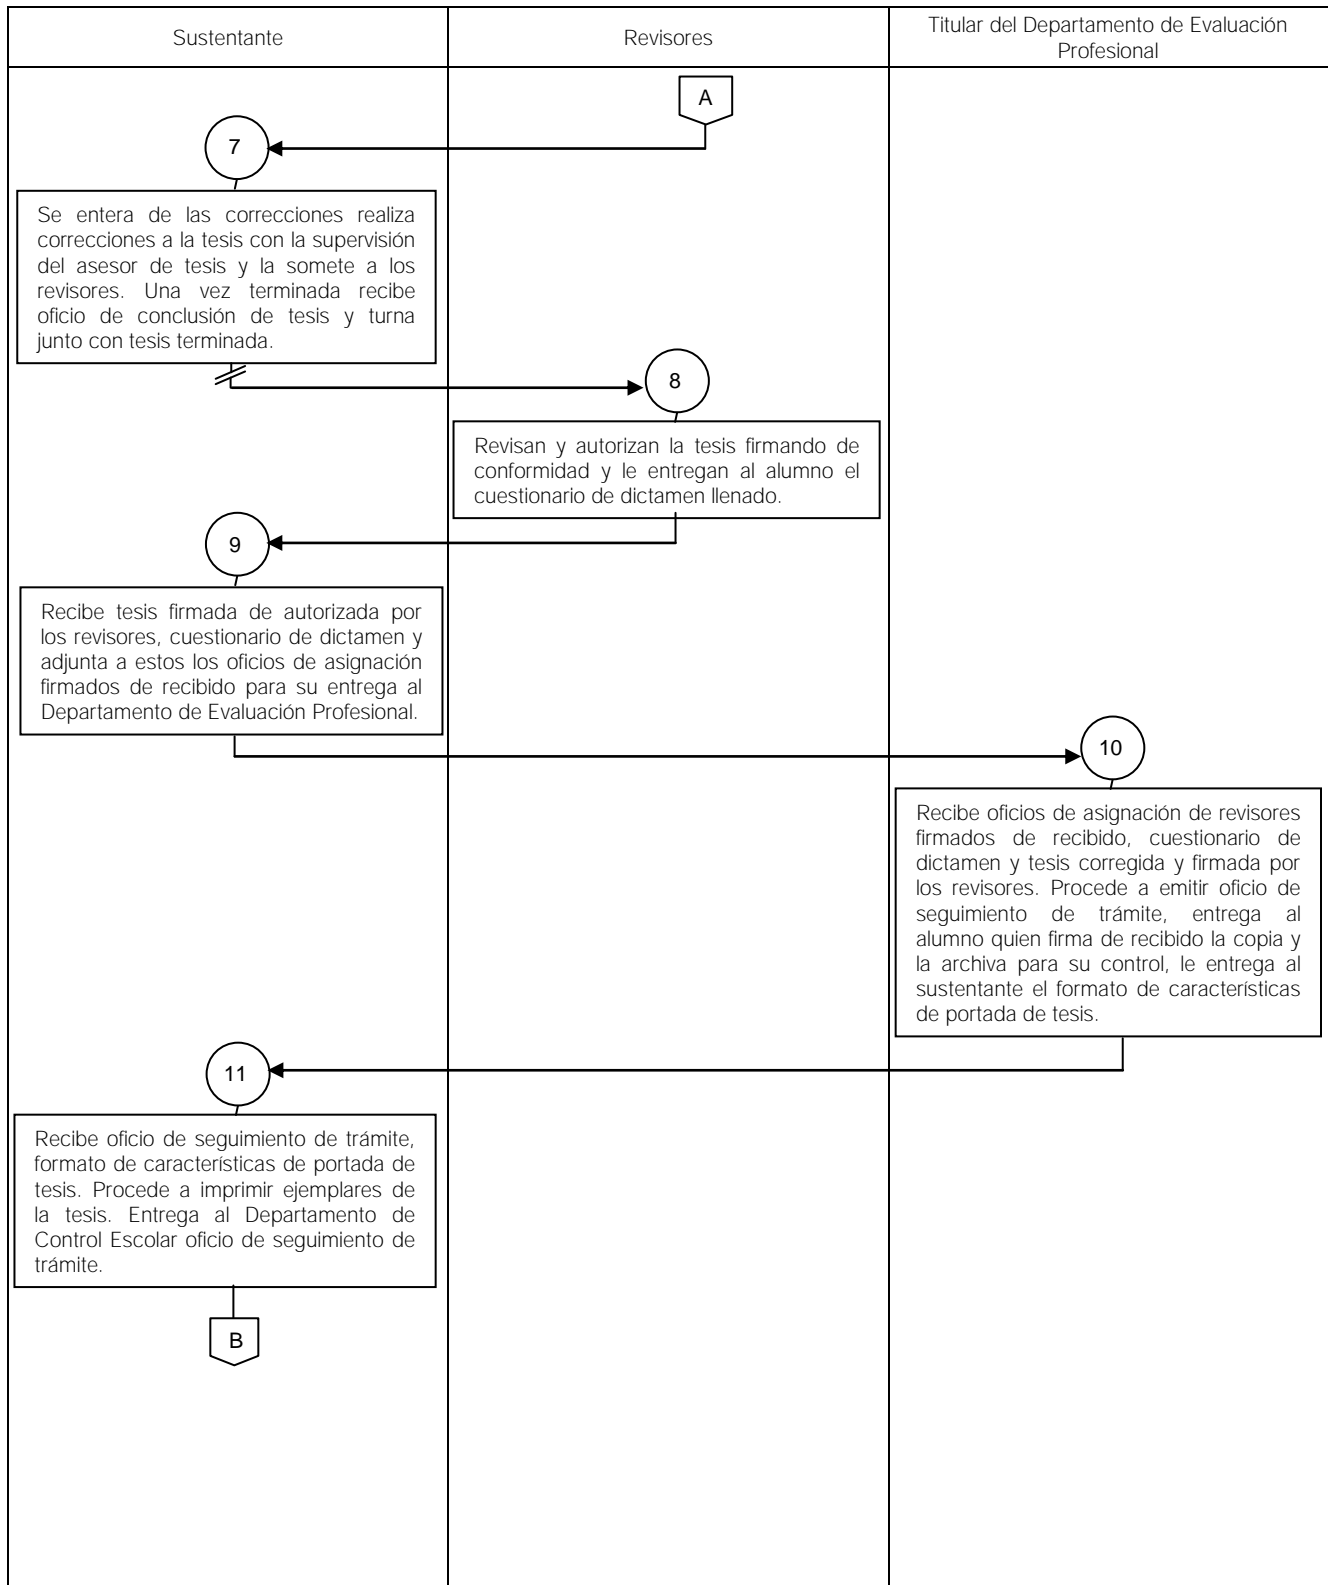 Sustentante
Revisores
Titular del Departamento de Evaluación
Profesional
A
7
Se entera de las correcciones realiza
correcciones a la tesis con la supervisión
del asesor de tesis y la somete a los
revisores. Una vez terminada recibe
oficio de conclusión de tesis y turna
junto con tesis terminada.
8
Revisan y autorizan la tesis firmando de
conformidad y le entregan al alumno el
cuestionario de dictamen llenado.
9
Recibe tesis firmada de autorizada por
los revisores, cuestionario de dictamen y
adjunta a estos los oficios de asignación
firmados de recibido para su entrega al
Departamento de Evaluación Profesional.
10
Recibe oficios de asignación de revisores
firmados de recibido, cuestionario de
dictamen y tesis corregida y firmada por
los revisores. Procede a emitir oficio de
seguimiento de trámite, entrega al
alumno quien firma de recibido la copia y
la archiva para su control, le entrega al
sustentante el formato de características
de portada de tesis.
11
Recibe oficio de seguimiento de trámite,
formato de características de portada de
tesis. Procede a imprimir ejemplares de
la tesis. Entrega al Departamento de
Control Escolar oficio de seguimiento de
trámite.
B